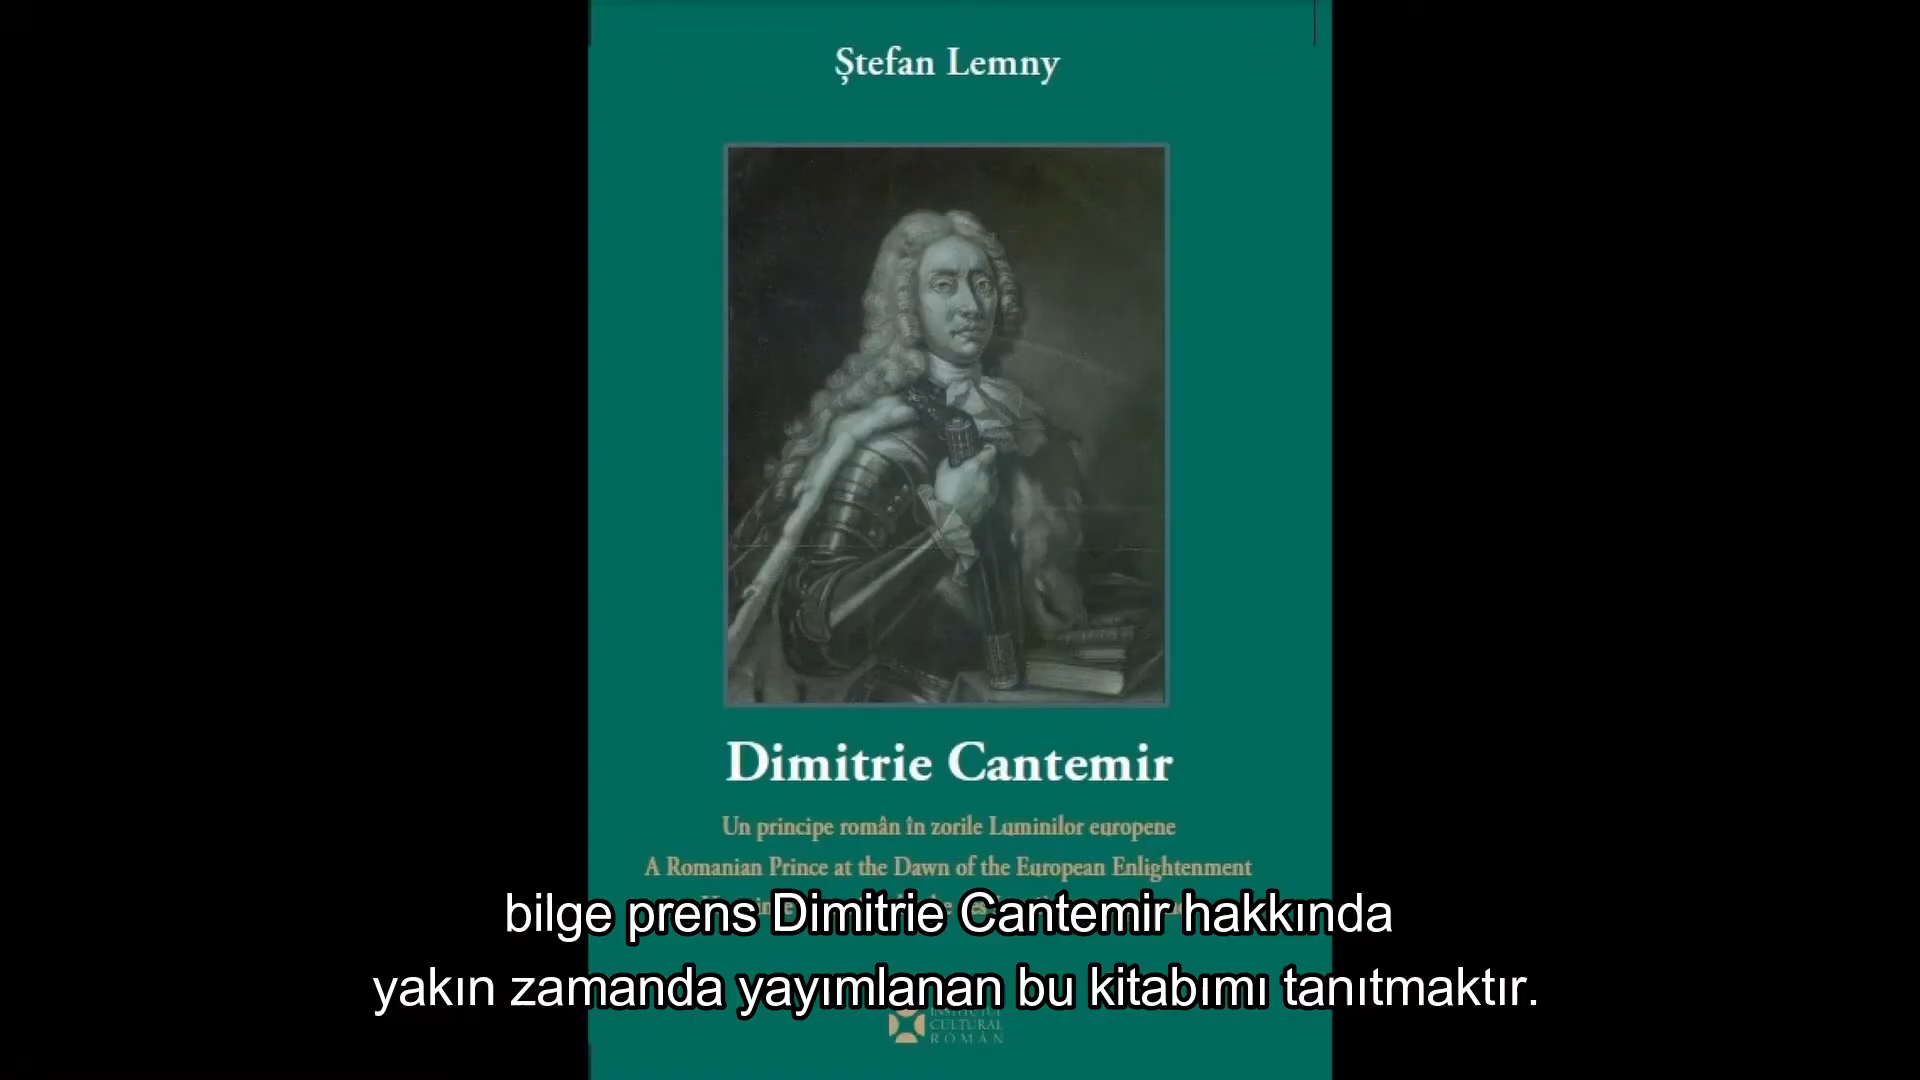 Ștefan Lemny
Dimitrie Cantemir
Un principe român în zorile Luminilor europene
A Romanian Prince at the Dawn of the European Enlightenment
bilge prens Dimitrie Cantemir hakkında
yakın zamanda yayımlanan bu kitabımı tanıtmaktır.
INSTITUTUL
CULTURAL
ROMÂN